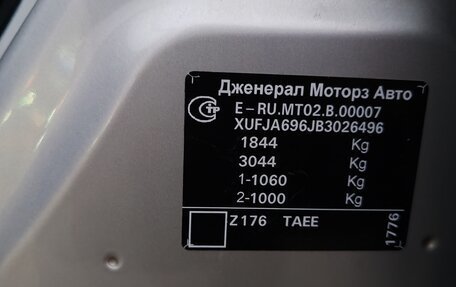 Дженерал Моторз Авто
E-RU.MT02.B.00007
XUFJA696JB3026496
1844 Kg
3044 Kg
1-1060 Kg
2-1000 Kg
Z176 TAEE
1776